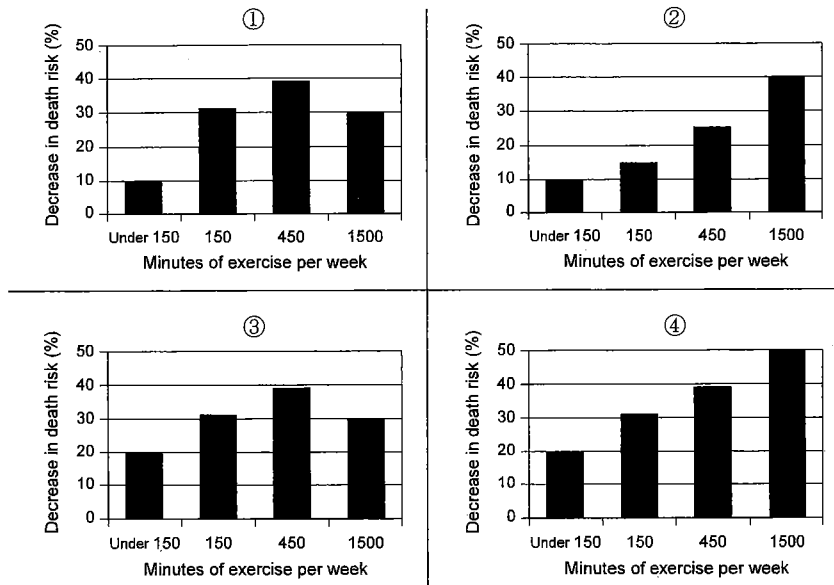 ①
Decrease in death risk (%)
50
40
30
20
10
0
Under 150 150 450 1500
Minutes of exercise per week
②
Decrease in death risk (%)
50
40
30
20
10
0
Under 150 150 450 1500
Minutes of exercise per week
③
Decrease in death risk (%)
50
40
30
20
10
0
Under 150 150 450 1500
Minutes of exercise per week
④
Decrease in death risk (%)
50
40
30
20
10
0
Under 150 150 450 1500
Minutes of exercise per week